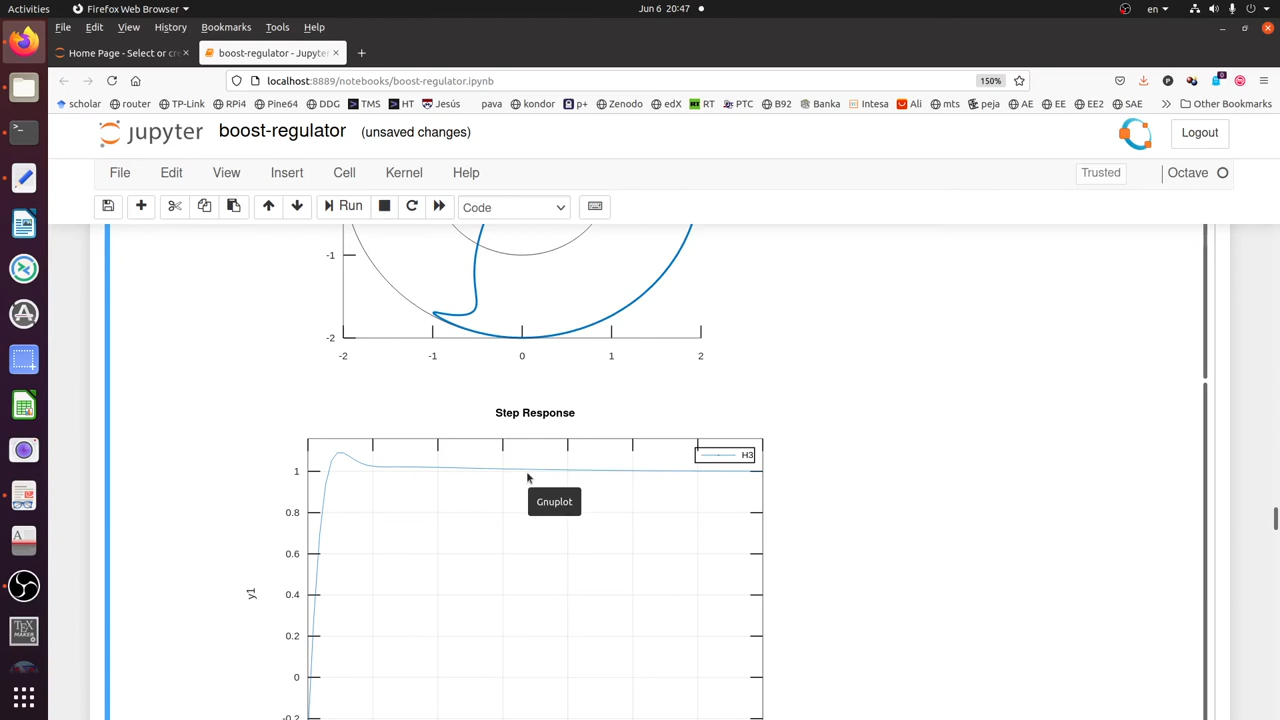 Activities
Firefox Web Browser
Jun 6 20:47
en
File Edit View History Bookmarks Tools Help
Home Page - Select or cre
boost-regulator - Jupyte
localhost:8889/notebooks/boost-regulator.ipynb
150%
scholar router TP-Link RPi4 Pine64 DDG TMS HT Jesús pava kondor p+ Zenodo edX RT PTC B92 Banka Intesa Ali mts peja AE EE EE2 SAE Other Bookmarks
jupyter boost-regulator (unsaved changes)
Logout
File Edit View Insert Cell Kernel Help
Trusted
Octave
Run
Code
-1
-2
-2 -1 0 1 2
Step Response
H3
1
Gnuplot
0.8
0.6
y1
0.4
0.2
0
-0.2